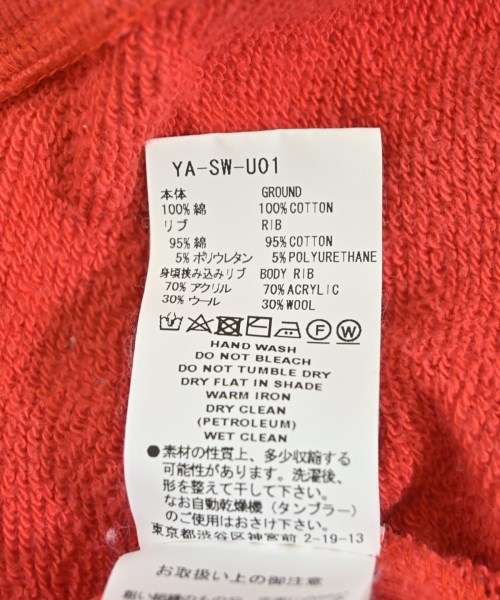 YA-SW-U01
本体 GROUND
100% 綿 100% COTTON
リブ RIB
95% 綿 95% COTTON
5% ポリウレタン 5% POLYURETHANE
身頃挟み込みリブ BODY RIB
70% アクリル 70% ACRYLIC
30% ウール 30% WOOL
F W
HAND WASH
DO NOT BLEACH
DO NOT TUMBLE DRY
DRY FLAT IN SHADE
WARM IRON
DRY CLEAN
(PETROLEUM)
WET CLEAN
●素材の性質上、多少収縮する
可能性があります。洗濯後、
形を整えて干して下さい。
なお自動乾燥機(タンブラー)
のご使用はおさけ下さい。
東京都渋谷区神宮前 2-19-13
お取扱い上の御注意